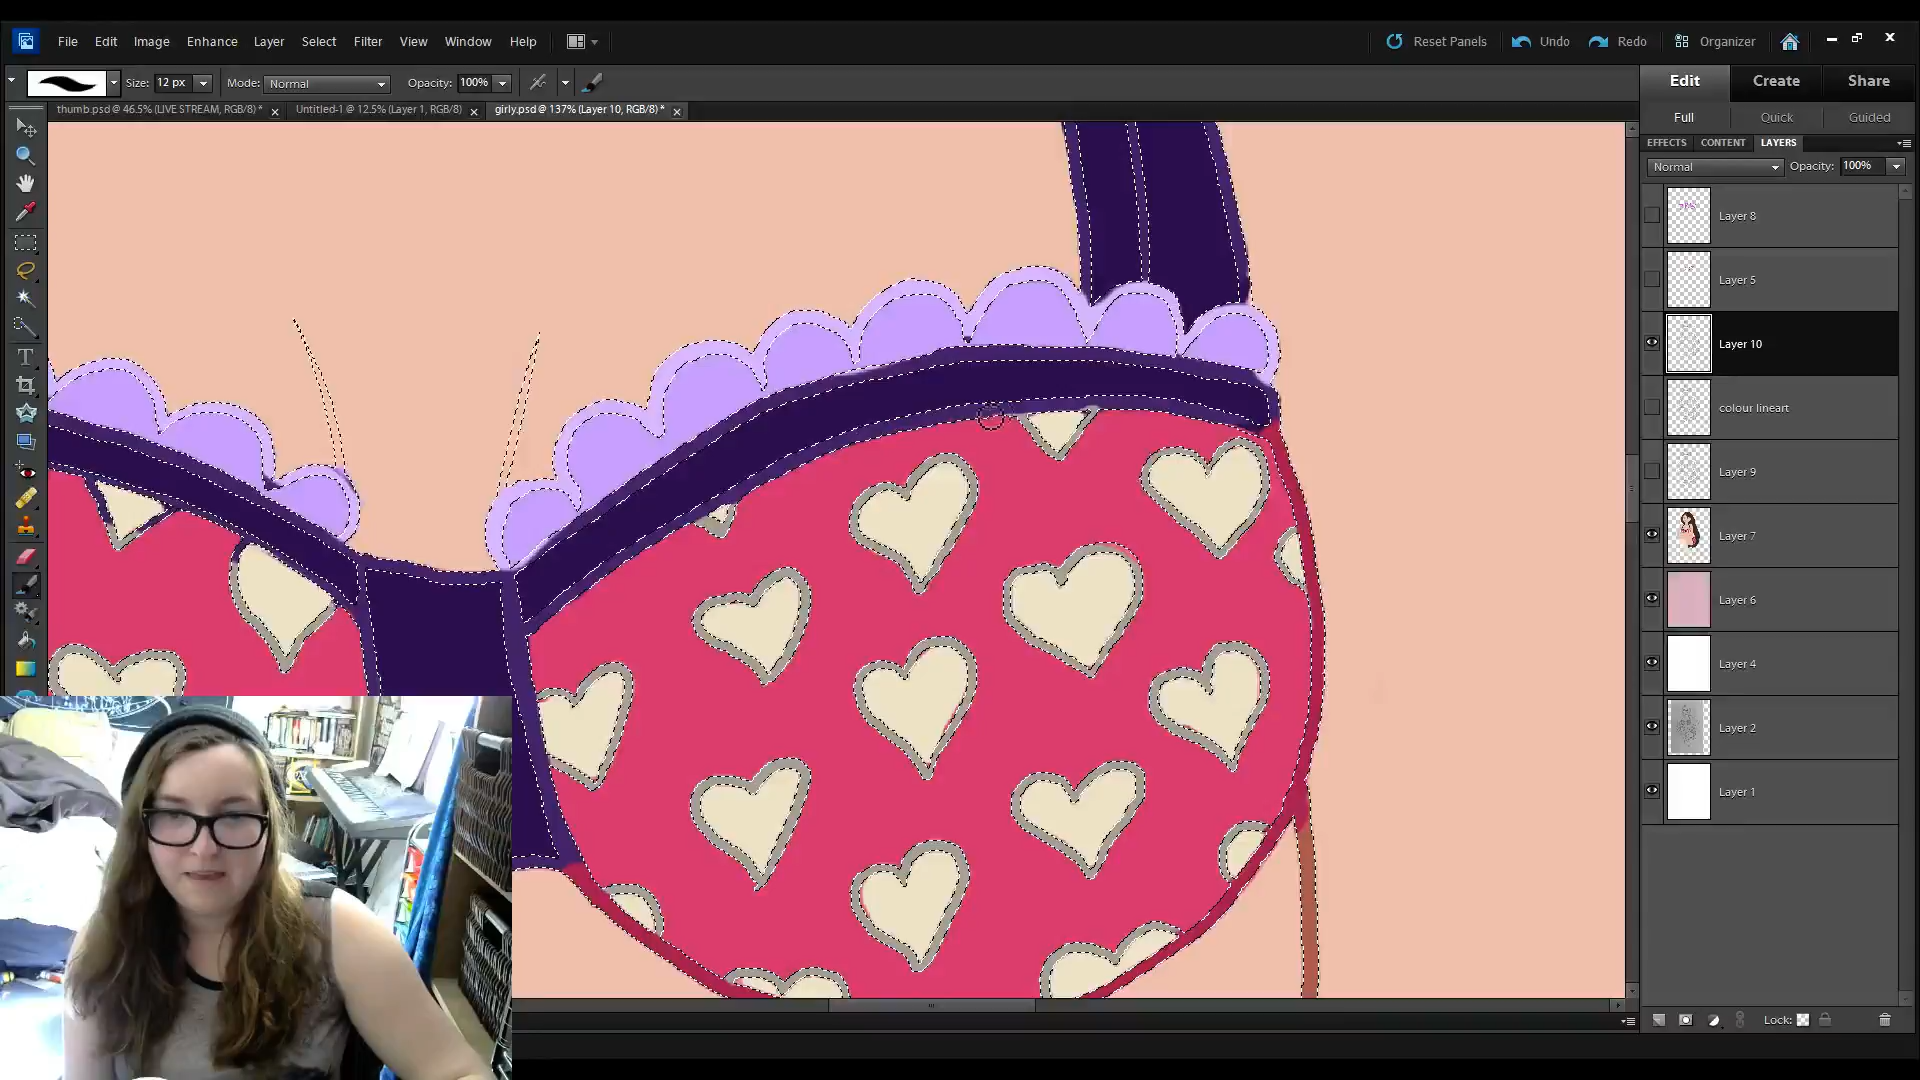 File Edit Image Enhance Layer Select Filter View Window Help Reset Panels Undo Redo Organizer
Size: 12 px Mode: Normal Opacity: 100% Edit Create Share
thumb.psd @ 46.5% (LIVE STREAM, RGB/8) * Untitled-1 @ 12.5% (Layer 1, RGB/8) girly.psd @ 137% (Layer 10, RGB/8) *
Full Quick Guided
EFFECTS CONTENT LAYERS
Normal Opacity: 100%
Layer 8
Layer 5
Layer 10
colour lineart
Layer 9
Layer 7
Layer 6
Layer 4
Layer 2
Layer 1
Lock: